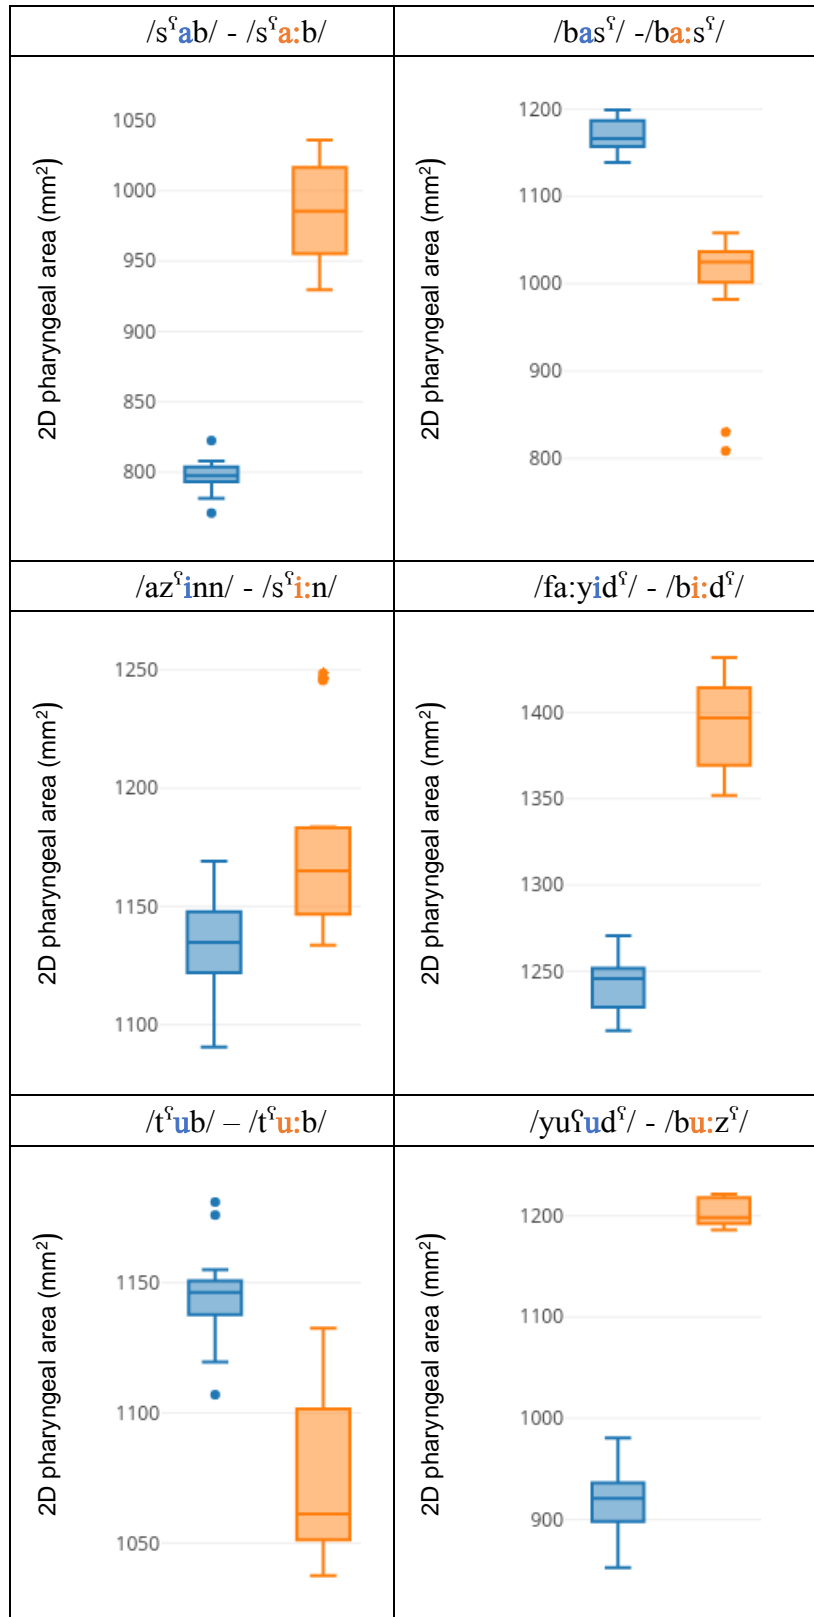 /sˤab/ - /sˤa:b/
/basˤ/ -/ba:sˤ/
2D pharyngeal area (mm²)
1050
1000
950
900
850
800
2D pharyngeal area (mm²)
1200
1100
1000
900
800
/azˤinn/ - /sˤi:n/
/fa:yidˤ/ - /bi:dˤ/
2D pharyngeal area (mm²)
1250
1200
1150
1100
2D pharyngeal area (mm²)
1400
1350
1300
1250
/tˤub/ – /tˤu:b/
/yuʕudˤ/ - /bu:zˤ/
2D pharyngeal area (mm²)
1150
1100
1050
2D pharyngeal area (mm²)
1200
1100
1000
900